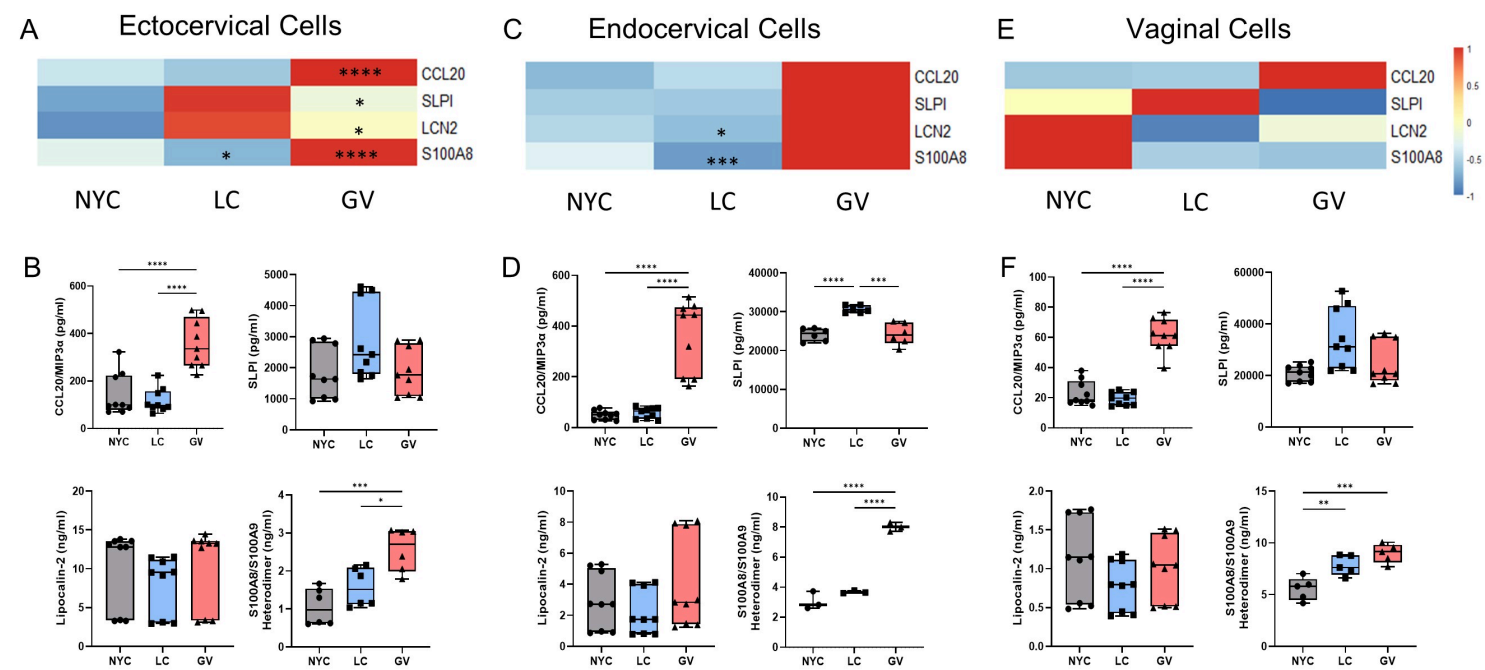 A Ectocervical Cells
**** CCL20
* SLPI
* LCN2
* **** S100A8
NYC LC GV
C Endocervical Cells
CCL20
SLPI
* LCN2
*** S100A8
NYC LC GV
E Vaginal Cells
CCL20
SLPI
LCN2
S100A8
NYC LC GV
1
0.5
0
-0.5
-1
B
CCL20/MIP3α (pg/ml)
600
400
200
0
****
****
NYC LC GV
SLPI (pg/ml)
5000
4000
3000
2000
1000
0
NYC LC GV
Lipocalin-2 (ng/ml)
20
15
10
5
0
NYC LC GV
S100A8/S100A9
Heterodimer (ng/ml)
4
3
2
1
0
***
*
NYC LC GV
D
CCL20/MIP3α (pg/ml)
600
400
200
0
****
****
NYC LC GV
SLPI (pg/ml)
40000
30000
20000
10000
0
**** ***
NYC LC GV
Lipocalin-2 (ng/ml)
10
8
6
4
2
0
NYC LC GV
S100A8/S100A9
Heterodimer (ng/ml)
10
8
6
4
2
0
****
****
NYC LC GV
F
CCL20/MIP3α (pg/ml)
100
80
60
40
20
0
****
****
NYC LC GV
SLPI (pg/ml)
60000
40000
20000
0
NYC LC GV
Lipocalin-2 (ng/ml)
2.0
1.5
1.0
0.5
0.0
NYC LC GV
S100A8/S100A9
Heterodimer (ng/ml)
15
10
5
0
***
**
NYC LC GV